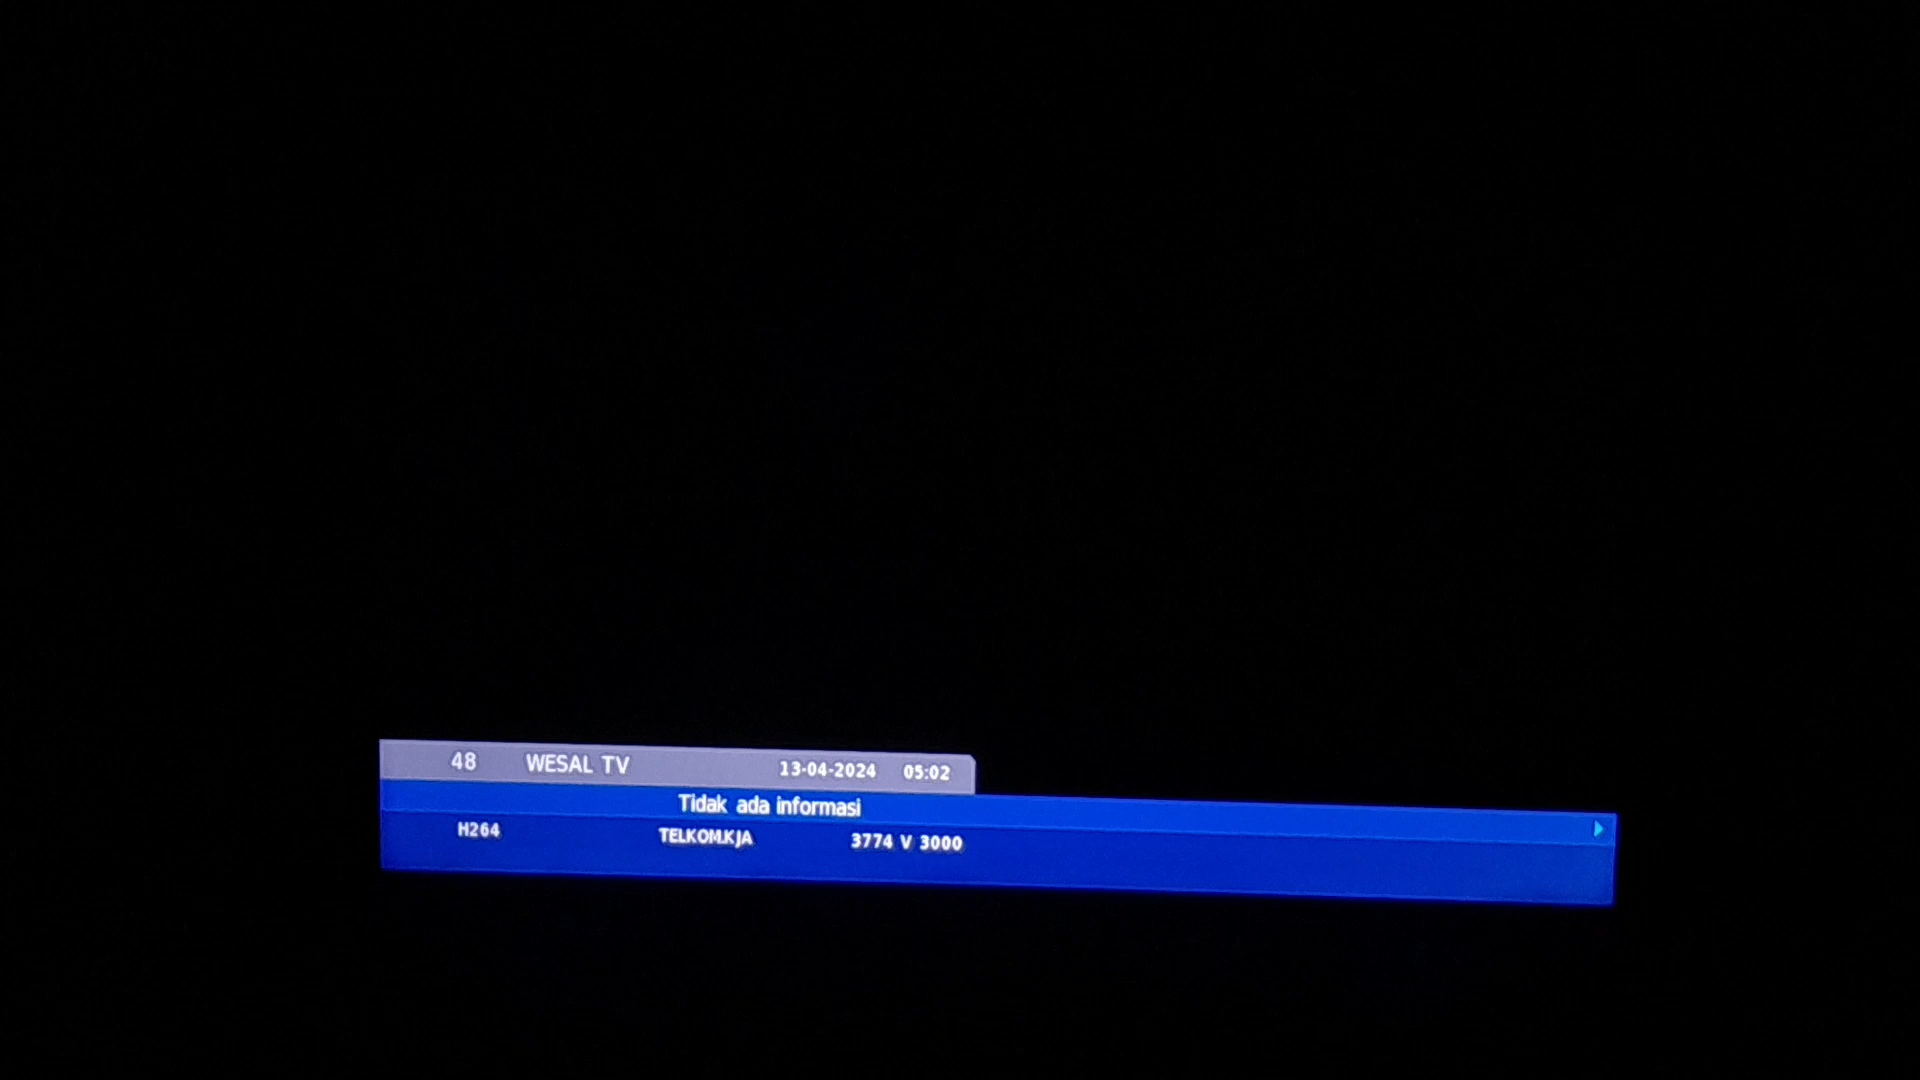 48 WESAL TV 13-04-2024 05:02
Tidak ada informasi
H264 TELKOM.KJA 3774 V 3000